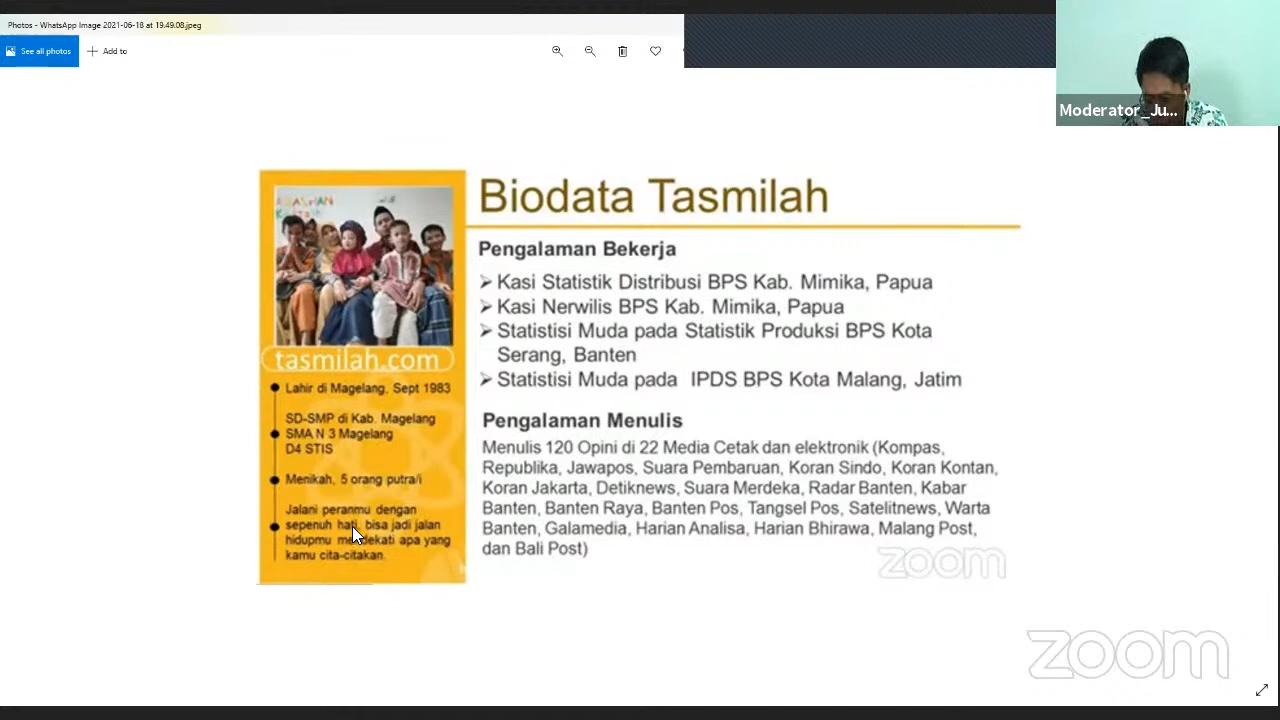 Photos - WhatsApp Image 2021-06-18 at 19.49.08.jpeg
See all photos
Add to
Moderator_Ju...
Biodata Tasmilah
Pengalaman Bekerja
Kasi Statistik Distribusi BPS Kab. Mimika, Papua
Kasi Nerwilis BPS Kab. Mimika, Papua
Statistisi Muda pada Statistik Produksi BPS Kota
Serang, Banten
Statistisi Muda pada IPDS BPS Kota Malang, Jatim
Pengalaman Menulis
Menulis 120 Opini di 22 Media Cetak dan elektronik (Kompas,
Republika, Jawapos, Suara Pembaruan, Koran Sindo, Koran Kontan,
Koran Jakarta, Detiknews, Suara Merdeka, Radar Banten, Kabar
Banten, Banten Raya, Banten Pos, Tangsel Pos, Satelitnews, Warta
Banten, Galamedia, Harian Analisa, Harian Bhirawa, Malang Post,
dan Bali Post)
tasmilah.com
Lahir di Magelang, Sept 1983
SD-SMP di Kab. Magelang
SMA N 3 Magelang
D4 STIS
Menikah, 5 orang putra/i
Jalani peranmu dengan
sepenuh hati, bisa jadi jalan
hidupmu mendekati apa yang
kamu cita-citakan.
zoom
zoom